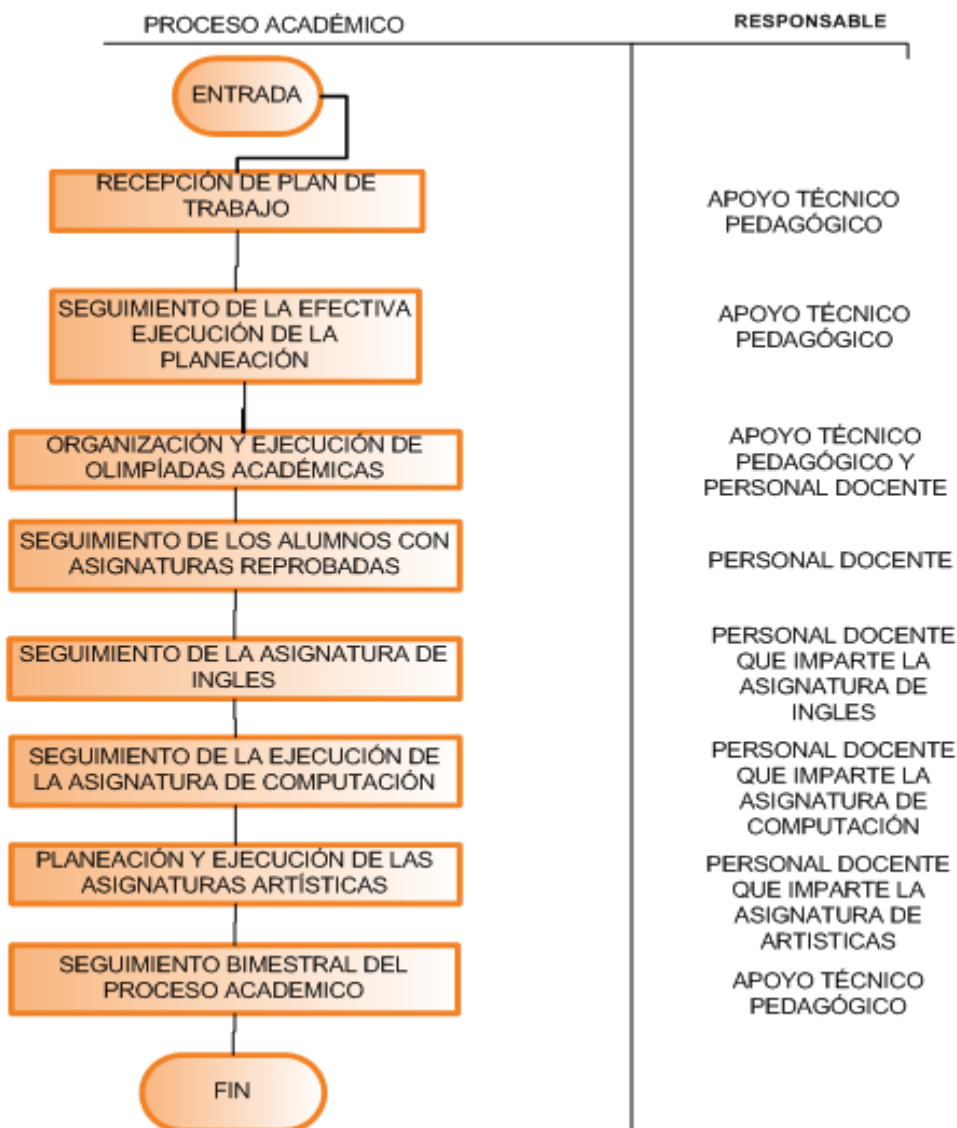 PROCESO ACADÉMICO
RESPONSABLE
ENTRADA
RECEPCIÓN DE PLAN DE
TRABAJO
APOYO TÉCNICO
PEDAGÓGICO
SEGUIMIENTO DE LA EFECTIVA
EJECUCIÓN DE LA
PLANEACIÓN
APOYO TÉCNICO
PEDAGÓGICO
ORGANIZACIÓN Y EJECUCIÓN DE
OLIMPÍADAS ACADÉMICAS
APOYO TÉCNICO
PEDAGÓGICO Y
PERSONAL DOCENTE
SEGUIMIENTO DE LOS ALUMNOS CON
ASIGNATURAS REPROBADAS
PERSONAL DOCENTE
SEGUIMIENTO DE LA ASIGNATURA DE
INGLES
PERSONAL DOCENTE
QUE IMPARTE LA
ASIGNATURA DE
INGLES
SEGUIMIENTO DE LA EJECUCIÓN DE
LA ASIGNATURA DE COMPUTACIÓN
PERSONAL DOCENTE
QUE IMPARTE LA
ASIGNATURA DE
COMPUTACIÓN
PLANEACIÓN Y EJECUCIÓN DE LAS
ASIGNATURAS ARTÍSTICAS
PERSONAL DOCENTE
QUE IMPARTE LA
ASIGNATURA DE
ARTISTICAS
SEGUIMIENTO BIMESTRAL DEL
PROCESO ACADEMICO
APOYO TÉCNICO
PEDAGÓGICO
FIN